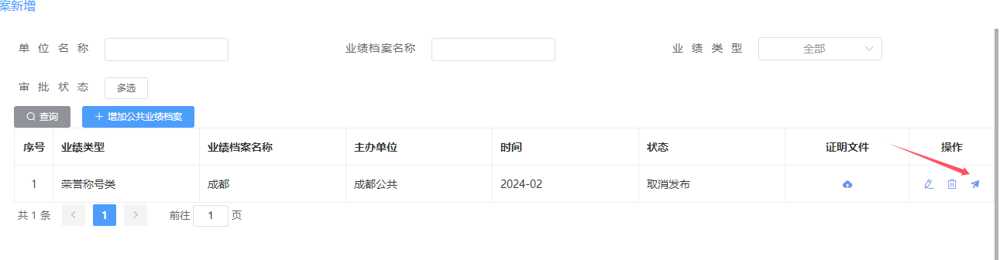 案新增
单位名称 业绩档案名称 业绩类型 全部
审批状态 多选
查询 增加公共业绩档案
序号 业绩类型 业绩档案名称 主办单位 时间 状态 证明文件 操作
1 荣誉称号类 成都 成都公共 2024-02 取消发布
共 1 条 1 前往 1 页